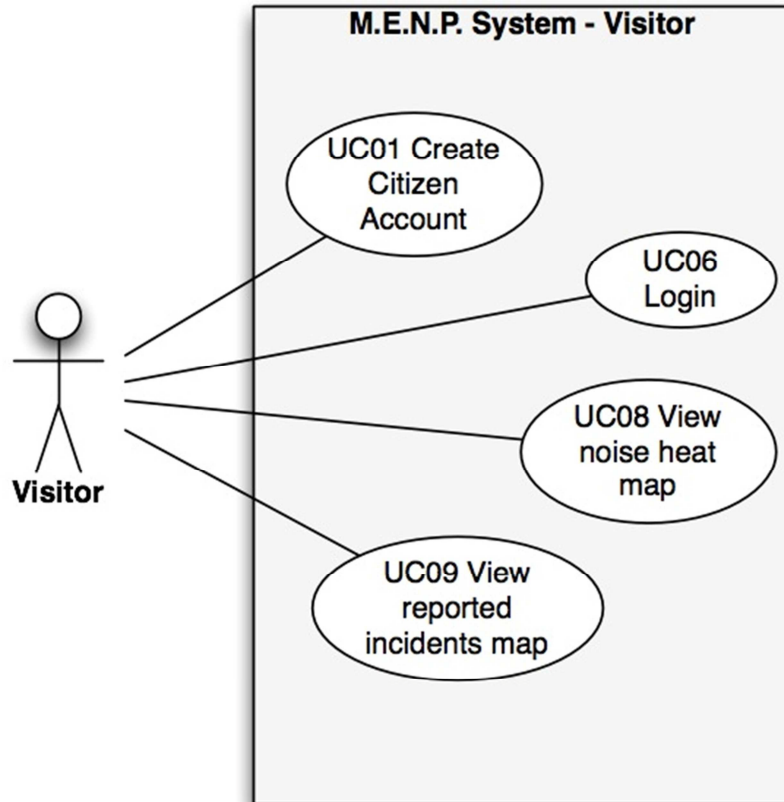 M.E.N.P. System - Visitor
UC01 Create
Citizen
Account
UC06
Login
UC08 View
noise heat
map
Visitor
UC09 View
reported
incidents map